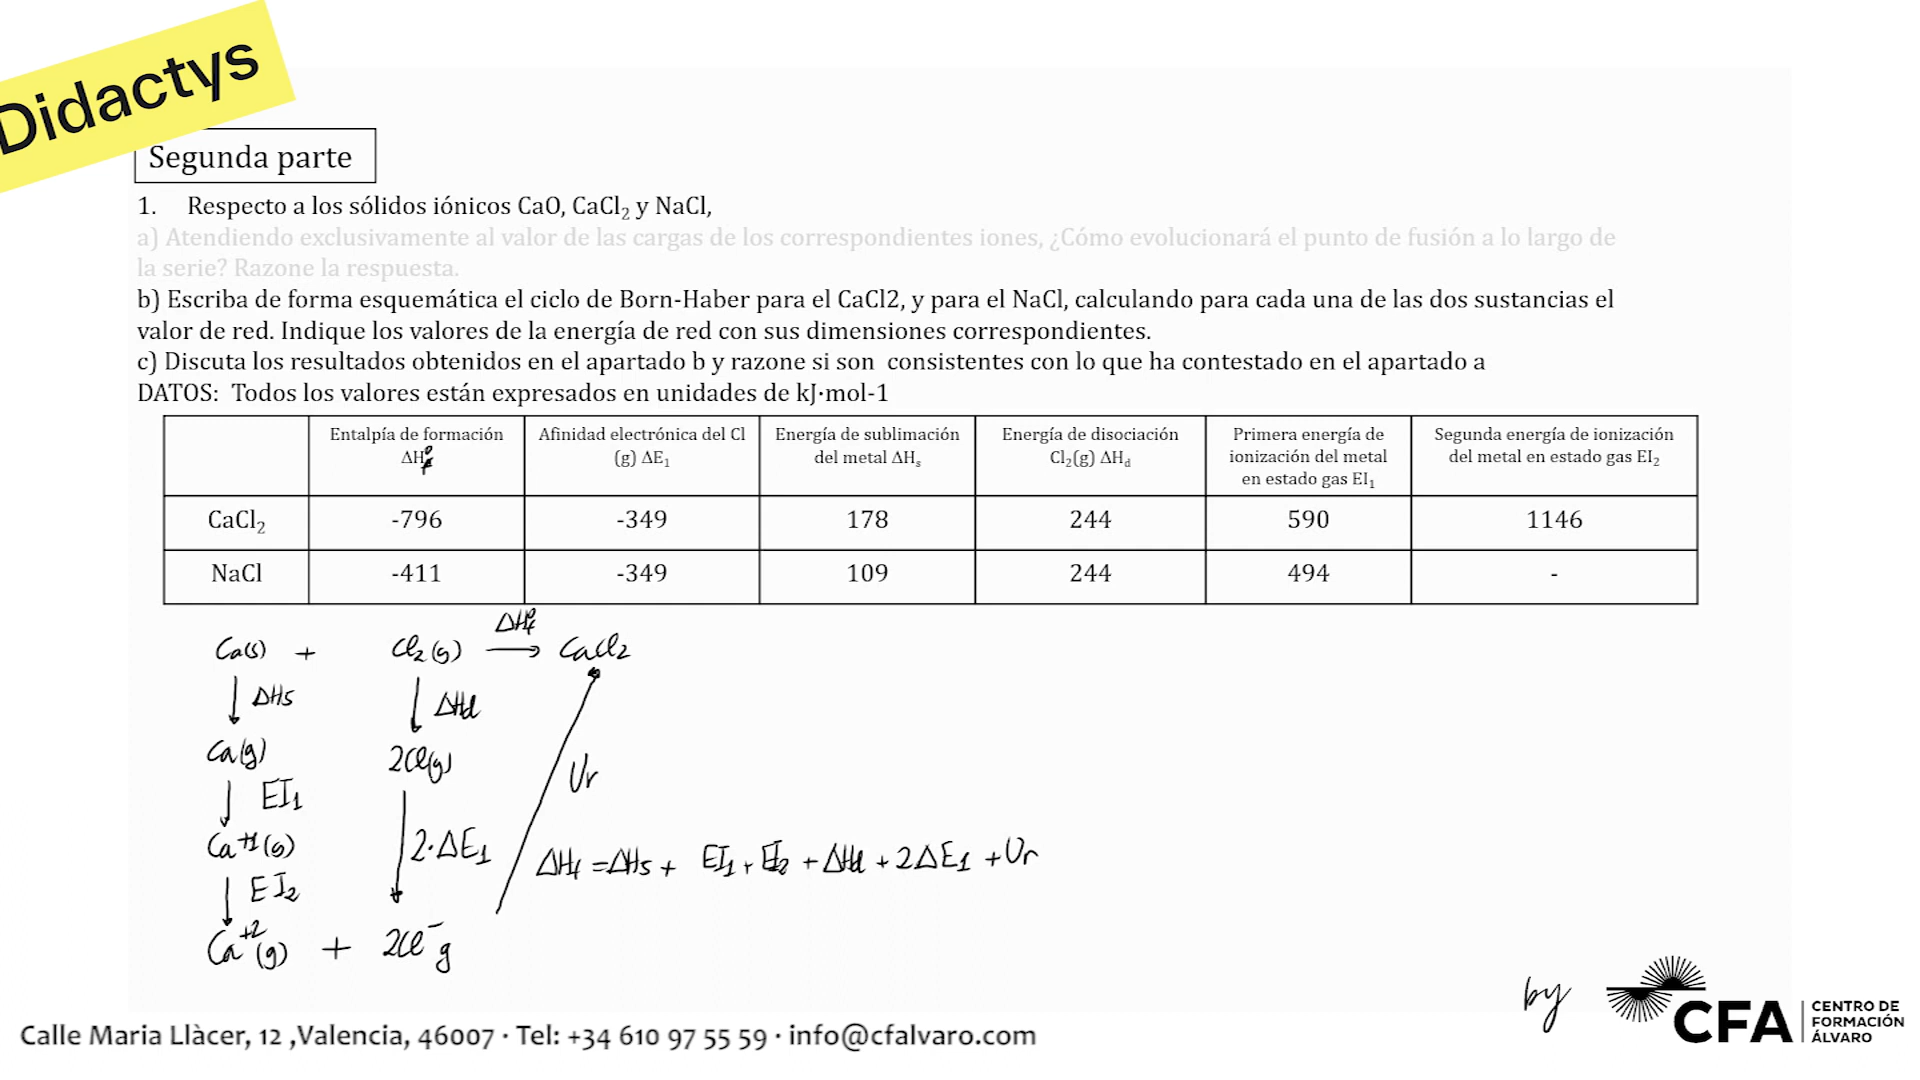 Didactys
Segunda parte
1. Respecto a los sólidos iónicos CaO, CaCl₂ y NaCl,
a) Atendiendo exclusivamente al valor de las cargas de los correspondientes iones, ¿Cómo evolucionará el punto de fusión a lo largo de
la serie? Razone la respuesta.
b) Escriba de forma esquemática el ciclo de Born-Haber para el CaCl2, y para el NaCl, calculando para cada una de las dos sustancias el
valor de red. Indique los valores de la energía de red con sus dimensiones correspondientes.
c) Discuta los resultados obtenidos en el apartado b y razone si son consistentes con lo que ha contestado en el apartado a
DATOS: Todos los valores están expresados en unidades de kJ·mol-1
Entalpía de formación ΔH°f
Afinidad electrónica del Cl (g) ΔE₁
Energía de sublimación del metal ΔHₛ
Energía de disociación Cl₂(g) ΔH_d
Primera energía de ionización del metal en estado gas EI₁
Segunda energía de ionización del metal en estado gas EI₂
CaCl₂ -796 -349 178 244 590 1146
NaCl -411 -349 109 244 494 -
Ca(s) + Cl₂(g) ΔH°f → CaCl₂
↓ ΔHs ↓ ΔHd
Ca(g) 2Cl(g) Ur
↓ EI₁
Ca⁺¹(g) ↓ 2·ΔE₁
ΔHf = ΔHs + EI₁ + EI₂ + ΔHd + 2ΔE₁ + Ur
↓ EI₂
Ca⁺²(g) + 2Cl⁻g
by CFA CENTRO DE FORMACIÓN ÁLVARO
Calle Maria Llàcer, 12 ,Valencia, 46007 · Tel: +34 610 97 55 59 · info@cfalvaro.com